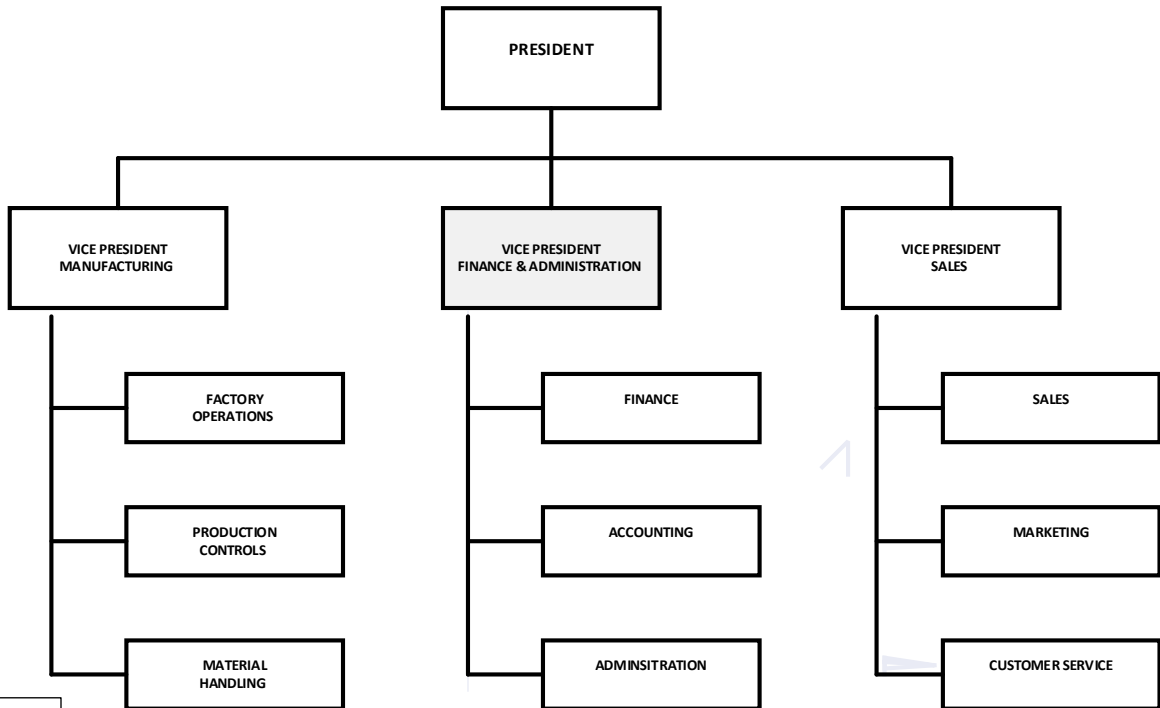 PRESIDENT
VICE PRESIDENT
MANUFACTURING
VICE PRESIDENT
FINANCE & ADMINISTRATION
VICE PRESIDENT
SALES
FACTORY
OPERATIONS
FINANCE
SALES
PRODUCTION
CONTROLS
ACCOUNTING
MARKETING
MATERIAL
HANDLING
ADMINSITRATION
CUSTOMER SERVICE